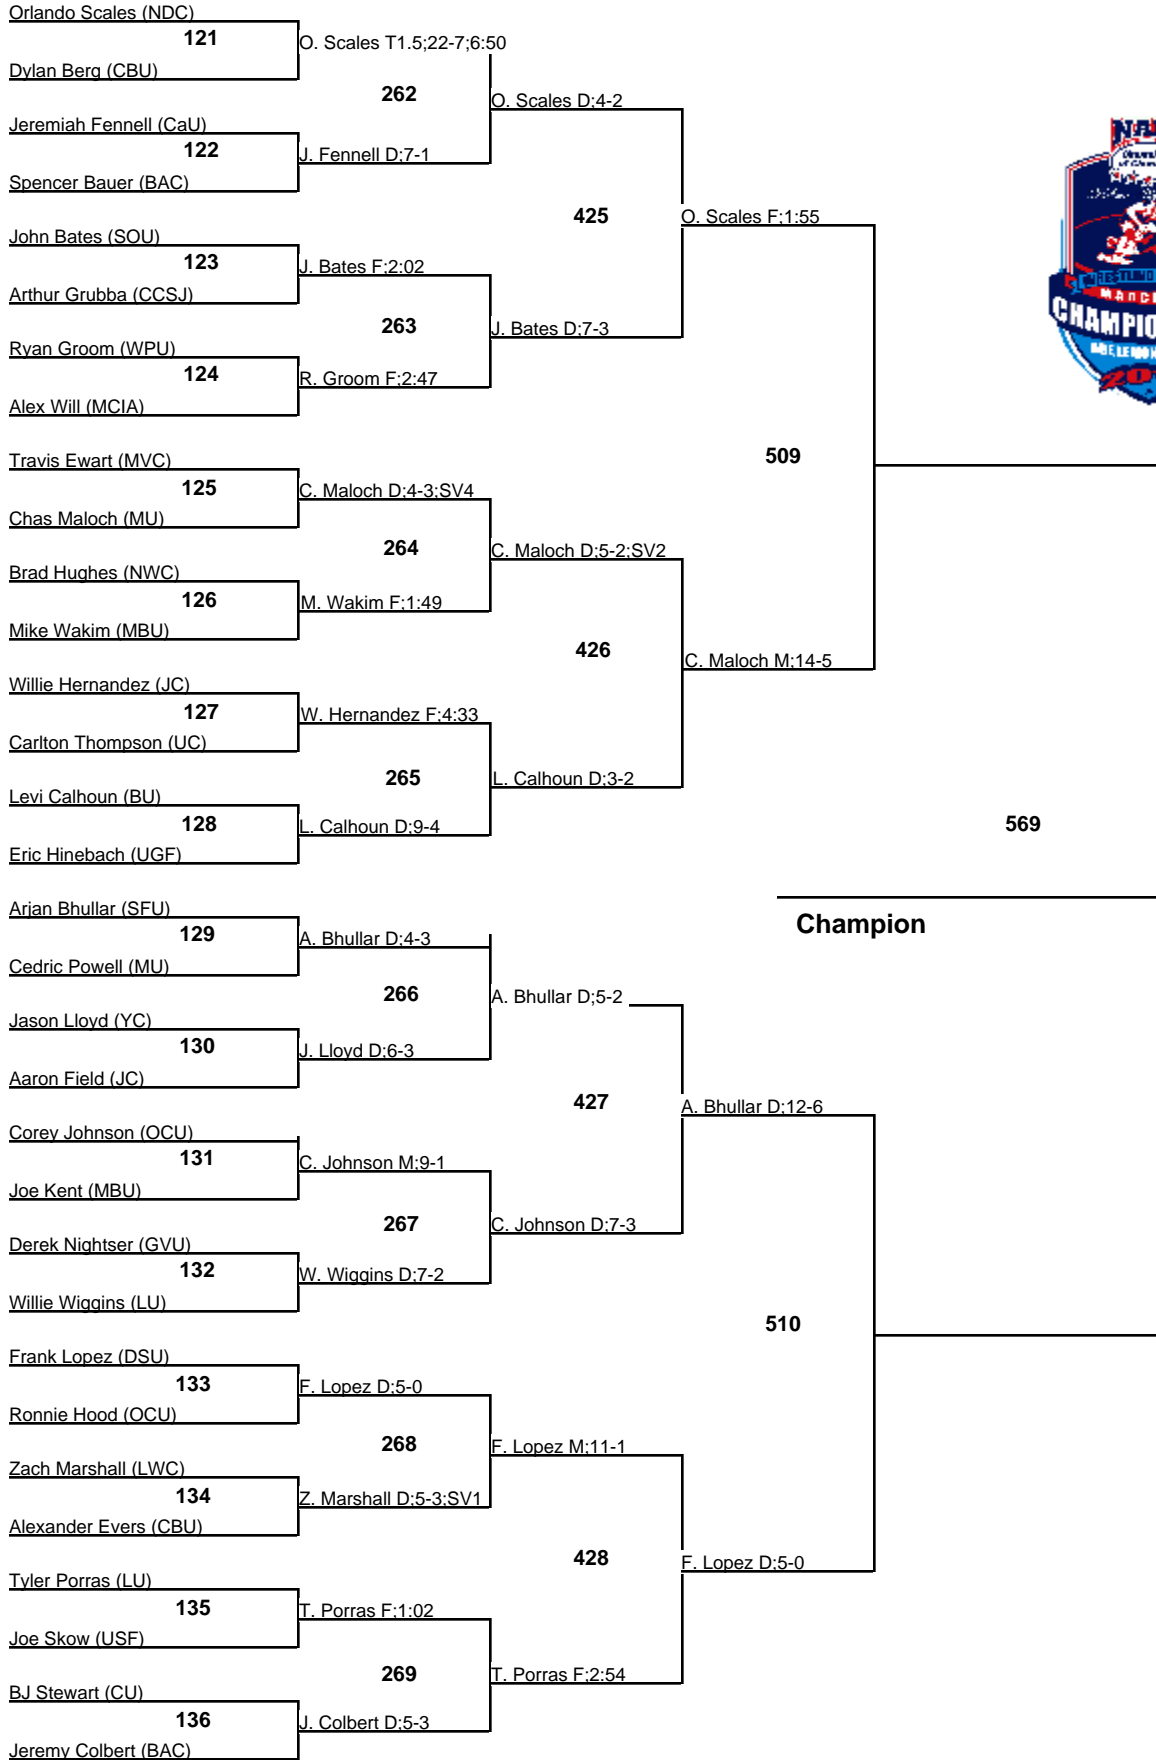 Orlando Scales (NDC)
121
O. Scales T1.5;22-7;6:50
Dylan Berg (CBU)
262
O. Scales D;4-2
Jeremiah Fennell (CaU)
122
J. Fennell D;7-1
Spencer Bauer (BAC)
425
O. Scales F;1:55
John Bates (SOU)
123
J. Bates F;2:02
Arthur Grubba (CCSJ)
263
J. Bates D;7-3
Ryan Groom (WPU)
124
R. Groom F;2:47
Alex Will (MCIA)
509
Travis Ewart (MVC)
125
C. Maloch D;4-3;SV4
Chas Maloch (MU)
264
C. Maloch D;5-2;SV2
Brad Hughes (NWC)
126
M. Wakim F;1:49
Mike Wakim (MBU)
426
C. Maloch M;14-5
Willie Hernandez (JC)
127
W. Hernandez F;4:33
Carlton Thompson (UC)
265
L. Calhoun D;3-2
Levi Calhoun (BU)
128
L. Calhoun D;9-4
Eric Hinebach (UGF)
569
Champion
Arjan Bhullar (SFU)
129
A. Bhullar D;4-3
Cedric Powell (MU)
266
A. Bhullar D;5-2
Jason Lloyd (YC)
130
J. Lloyd D;6-3
Aaron Field (JC)
427
A. Bhullar D;12-6
Corey Johnson (OCU)
131
C. Johnson M;9-1
Joe Kent (MBU)
267
C. Johnson D;7-3
Derek Nightser (GVU)
132
W. Wiggins D;7-2
Willie Wiggins (LU)
510
Frank Lopez (DSU)
133
F. Lopez D;5-0
Ronnie Hood (OCU)
268
F. Lopez M;11-1
Zach Marshall (LWC)
134
Z. Marshall D;5-3;SV1
Alexander Evers (CBU)
428
F. Lopez D;5-0
Tyler Porras (LU)
135
T. Porras F;1:02
Joe Skow (USF)
269
T. Porras F;2:54
BJ Stewart (CU)
136
J. Colbert D;5-3
Jeremy Colbert (BAC)